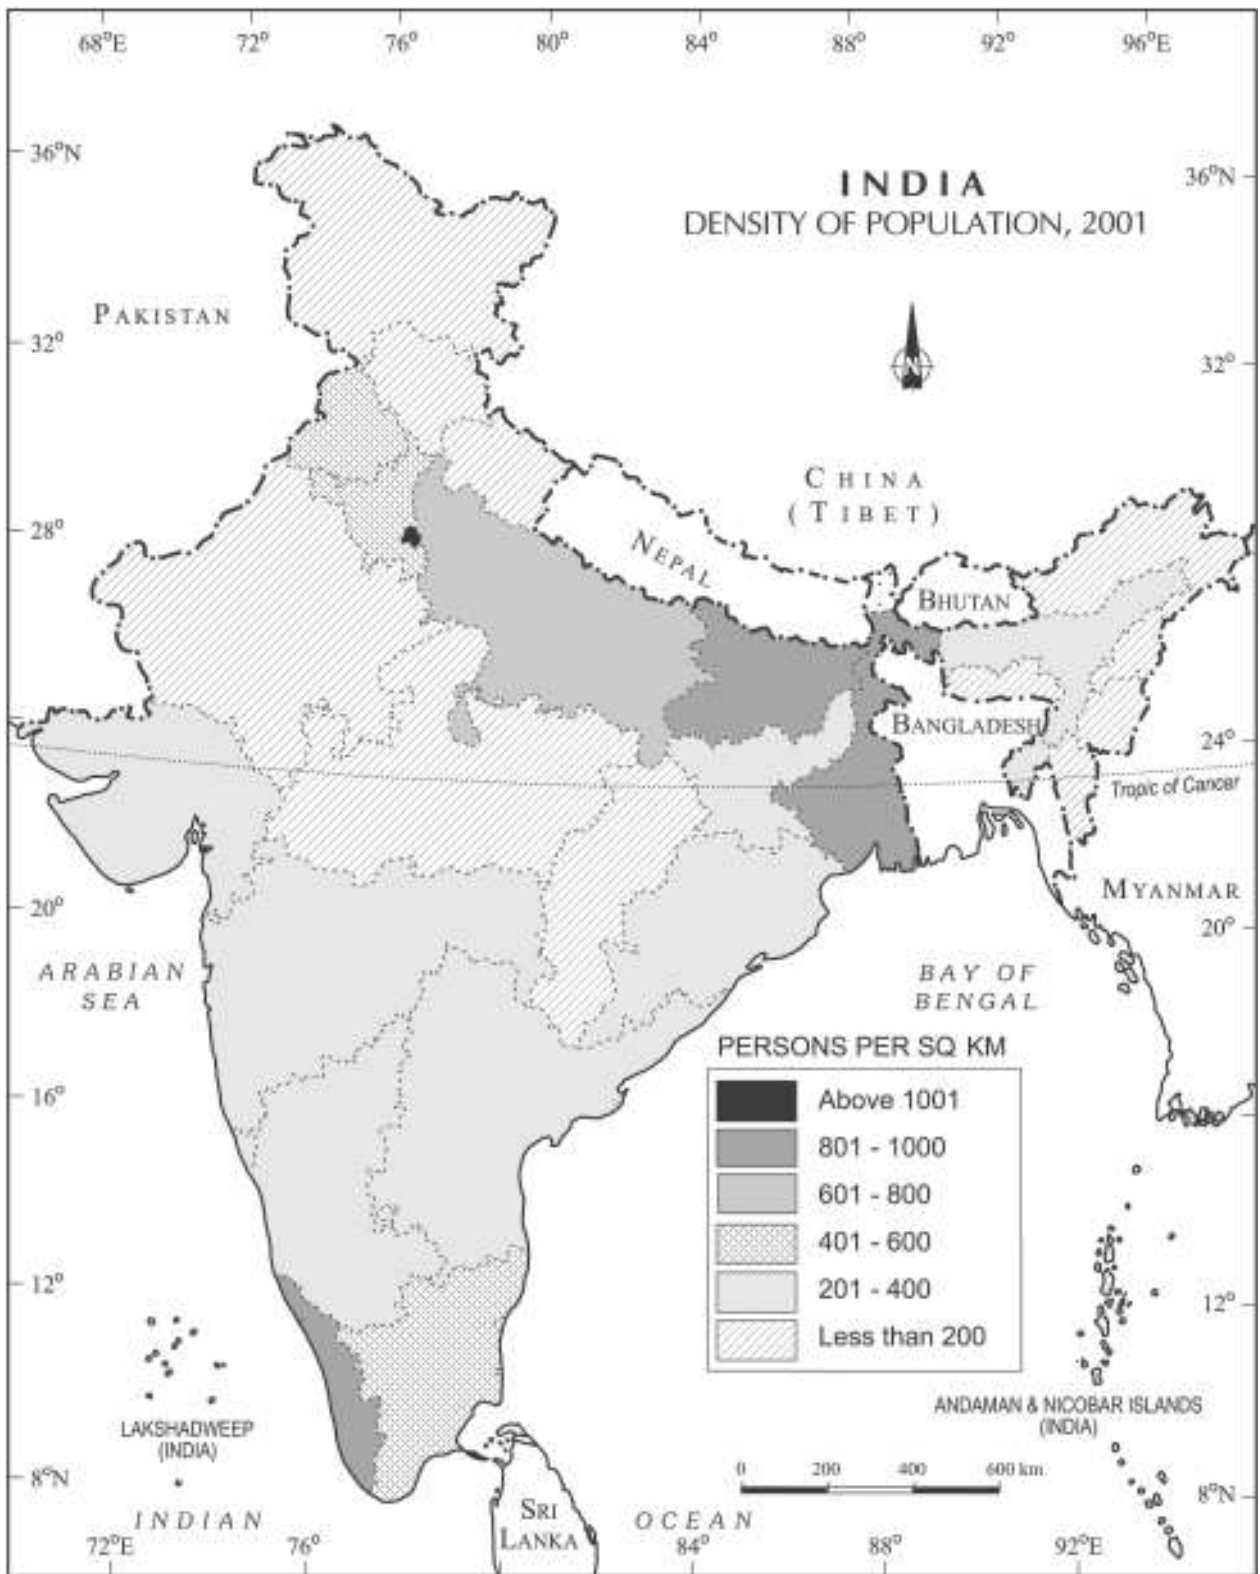 68°E 72° 76° 80° 84° 88° 92° 96°E
36°N
36°N
INDIA
DENSITY OF POPULATION, 2001
PAKISTAN
32°
32°
N
CHINA
(TIBET)
28°
NEPAL
BHUTAN
BANGLADESH
24°
24°
Tropic of Cancer
MYANMAR
20°
20°
ARABIAN
SEA
BAY OF
BENGAL
PERSONS PER SQ KM
Above 1001
801 - 1000
601 - 800
401 - 600
201 - 400
Less than 200
16°
12°
12°
LAKSHADWEEP
(INDIA)
ANDAMAN & NICOBAR ISLANDS
(INDIA)
0 200 400 600 km
8°N
8°N
SRI
LANKA
INDIAN OCEAN
72°E 76° 84° 88° 92°E